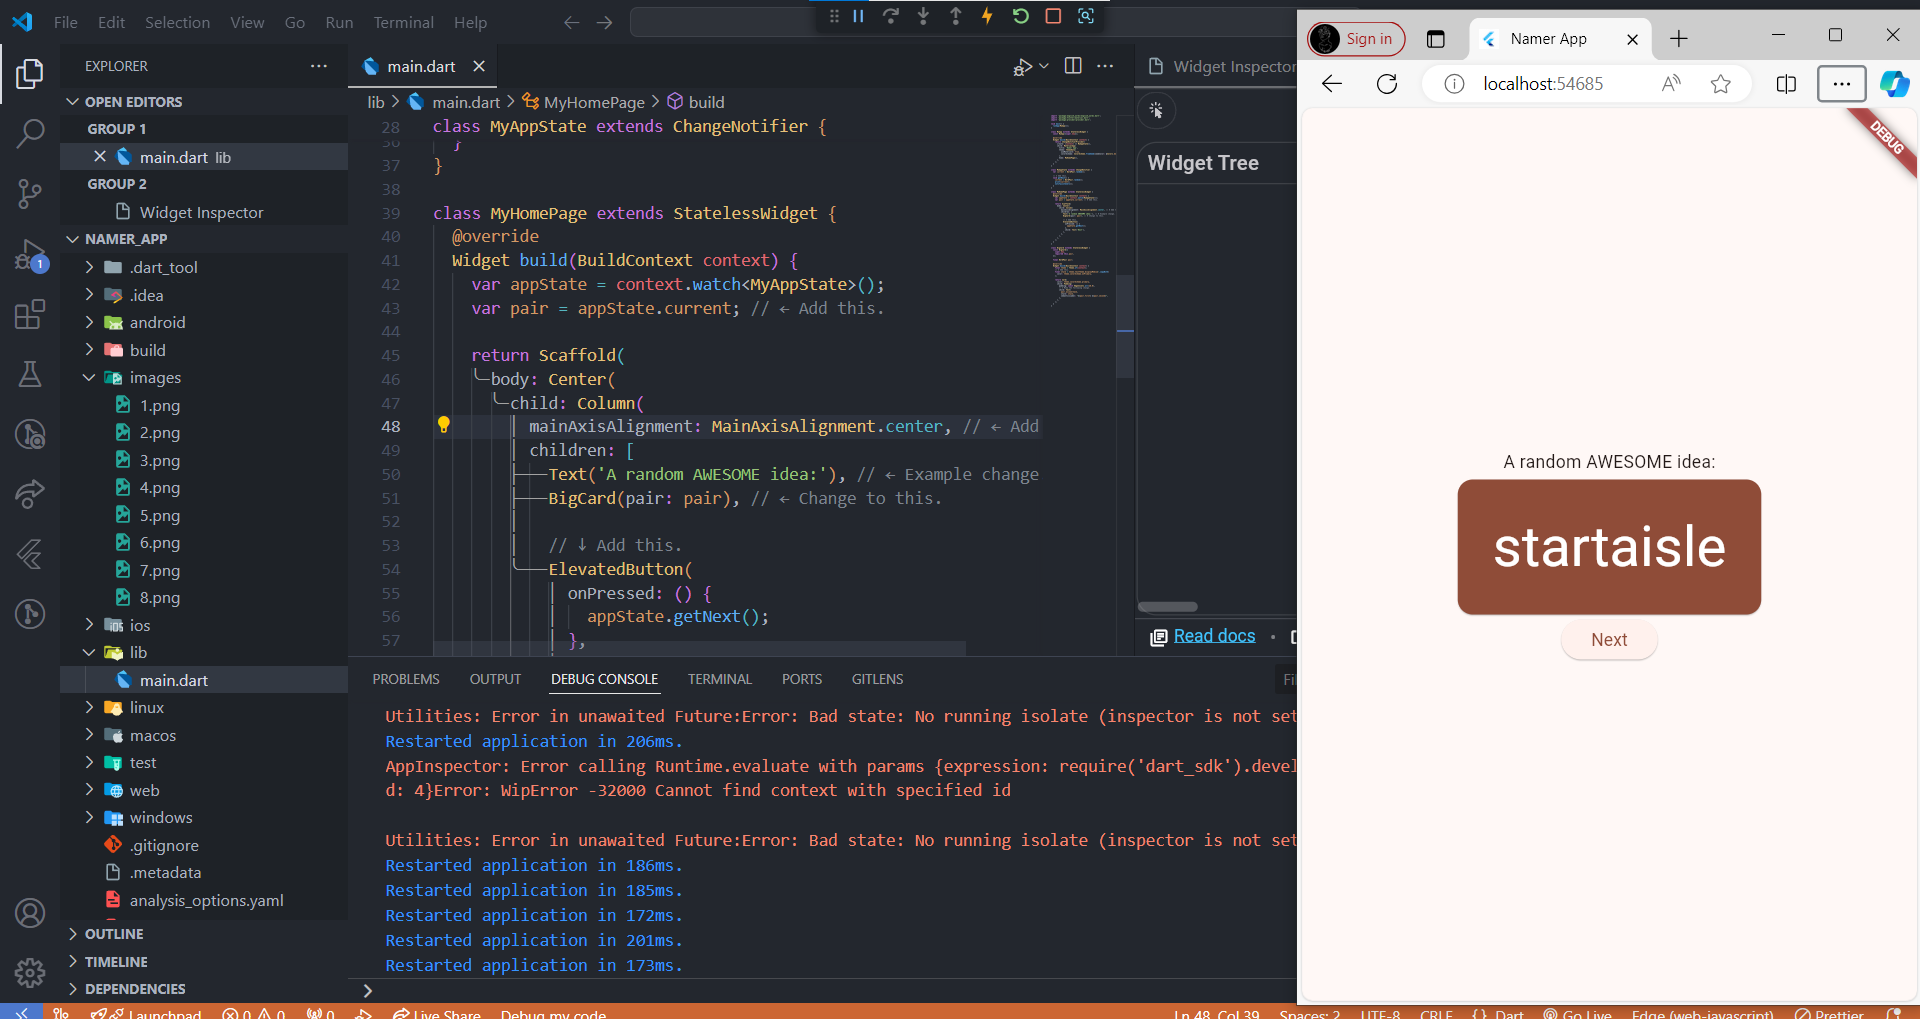 File Edit Selection View Go Run Terminal Help
EXPLORER
OPEN EDITORS
GROUP 1
main.dart lib
GROUP 2
Widget Inspector
NAMER_APP
.dart_tool
.idea
android
build
images
1.png
2.png
3.png
4.png
5.png
6.png
7.png
8.png
ios
lib
main.dart
linux
macos
test
web
windows
.gitignore
.metadata
analysis_options.yaml
OUTLINE
TIMELINE
DEPENDENCIES
1
main.dart
lib > main.dart > MyHomePage > build
28 class MyAppState extends ChangeNotifier {
36 }
37 }
38
39 class MyHomePage extends StatelessWidget {
40 @override
41 Widget build(BuildContext context) {
42 var appState = context.watch<MyAppState>();
43 var pair = appState.current; // ← Add this.
44
45 return Scaffold(
46 body: Center(
47 child: Column(
48 mainAxisAlignment: MainAxisAlignment.center, // ← Add
49 children: [
50 Text('A random AWESOME idea:'), // ← Example change
51 BigCard(pair: pair), // ← Change to this.
52
53 // ↓ Add this.
54 ElevatedButton(
55 onPressed: () {
56 appState.getNext();
57 },
Widget Inspector
Widget Tree
Read docs
PROBLEMS OUTPUT DEBUG CONSOLE TERMINAL PORTS GITLENS
Fi
Utilities: Error in unawaited Future:Error: Bad state: No running isolate (inspector is not set
Restarted application in 206ms.
AppInspector: Error calling Runtime.evaluate with params {expression: require('dart_sdk').devel
d: 4}Error: WipError -32000 Cannot find context with specified id
Utilities: Error in unawaited Future:Error: Bad state: No running isolate (inspector is not set
Restarted application in 186ms.
Restarted application in 185ms.
Restarted application in 172ms.
Restarted application in 201ms.
Restarted application in 173ms.
Launchpad 0 0 0 Live Share Debug my code
Ln 48, Col 39 Spaces: 2 UTF-8 CRLF {} Dart Go Live Edge (web-javascript) Prettier
Sign in
Namer App
localhost:54685
DEBUG
A random AWESOME idea:
startaisle
Next